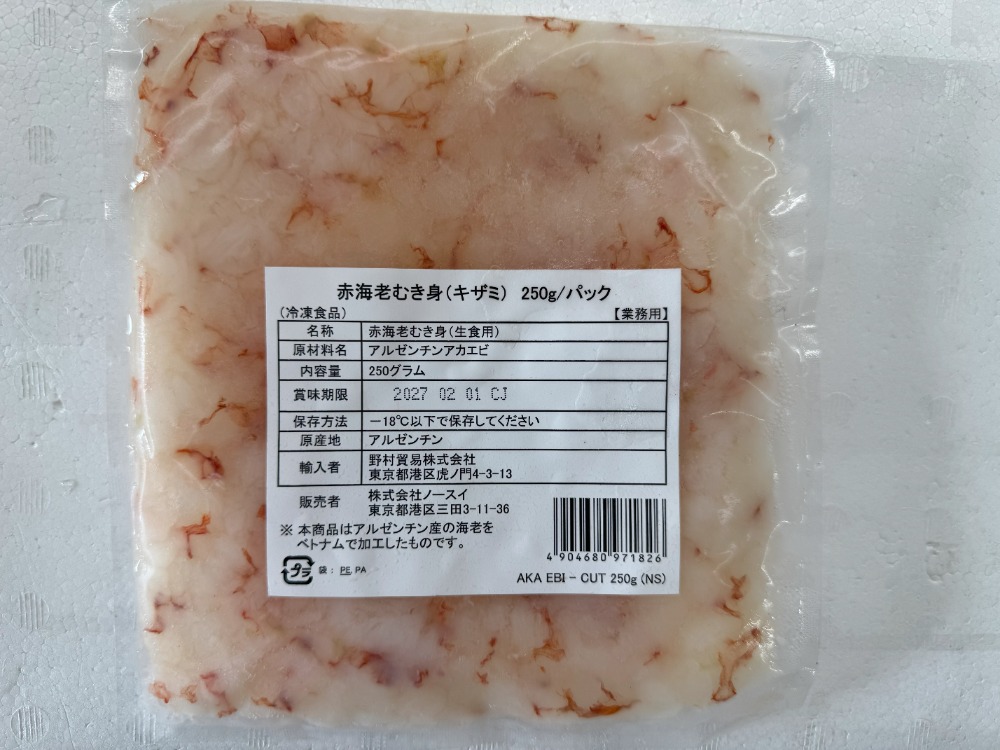 赤海老むき身(キザミ) 250g/パック
(冷凍食品) 【業務用】
名称 赤海老むき身(生食用)
原材料名 アルゼンチンアカエビ
内容量 250グラム
賞味期限 2027 02 01 CJ
保存方法 －18℃以下で保存してください
原産地 アルゼンチン
輸入者 野村貿易株式会社
東京都港区虎ノ門4-3-13
販売者 株式会社ノースイ
東京都港区三田3-11-36
※ 本商品はアルゼンチン産の海老を
ベトナムで加工したものです。
4 904680 971826
プラ 袋： PE, PA
AKA EBI - CUT 250g (NS)